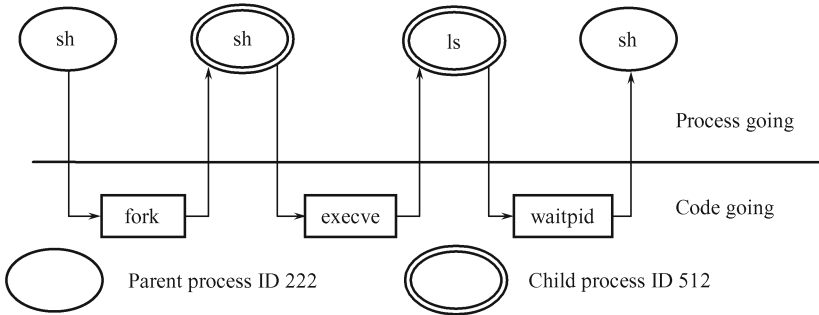 sh
sh
ls
sh
Process going
fork
execve
waitpid
Code going
Parent process ID 222
Child process ID 512